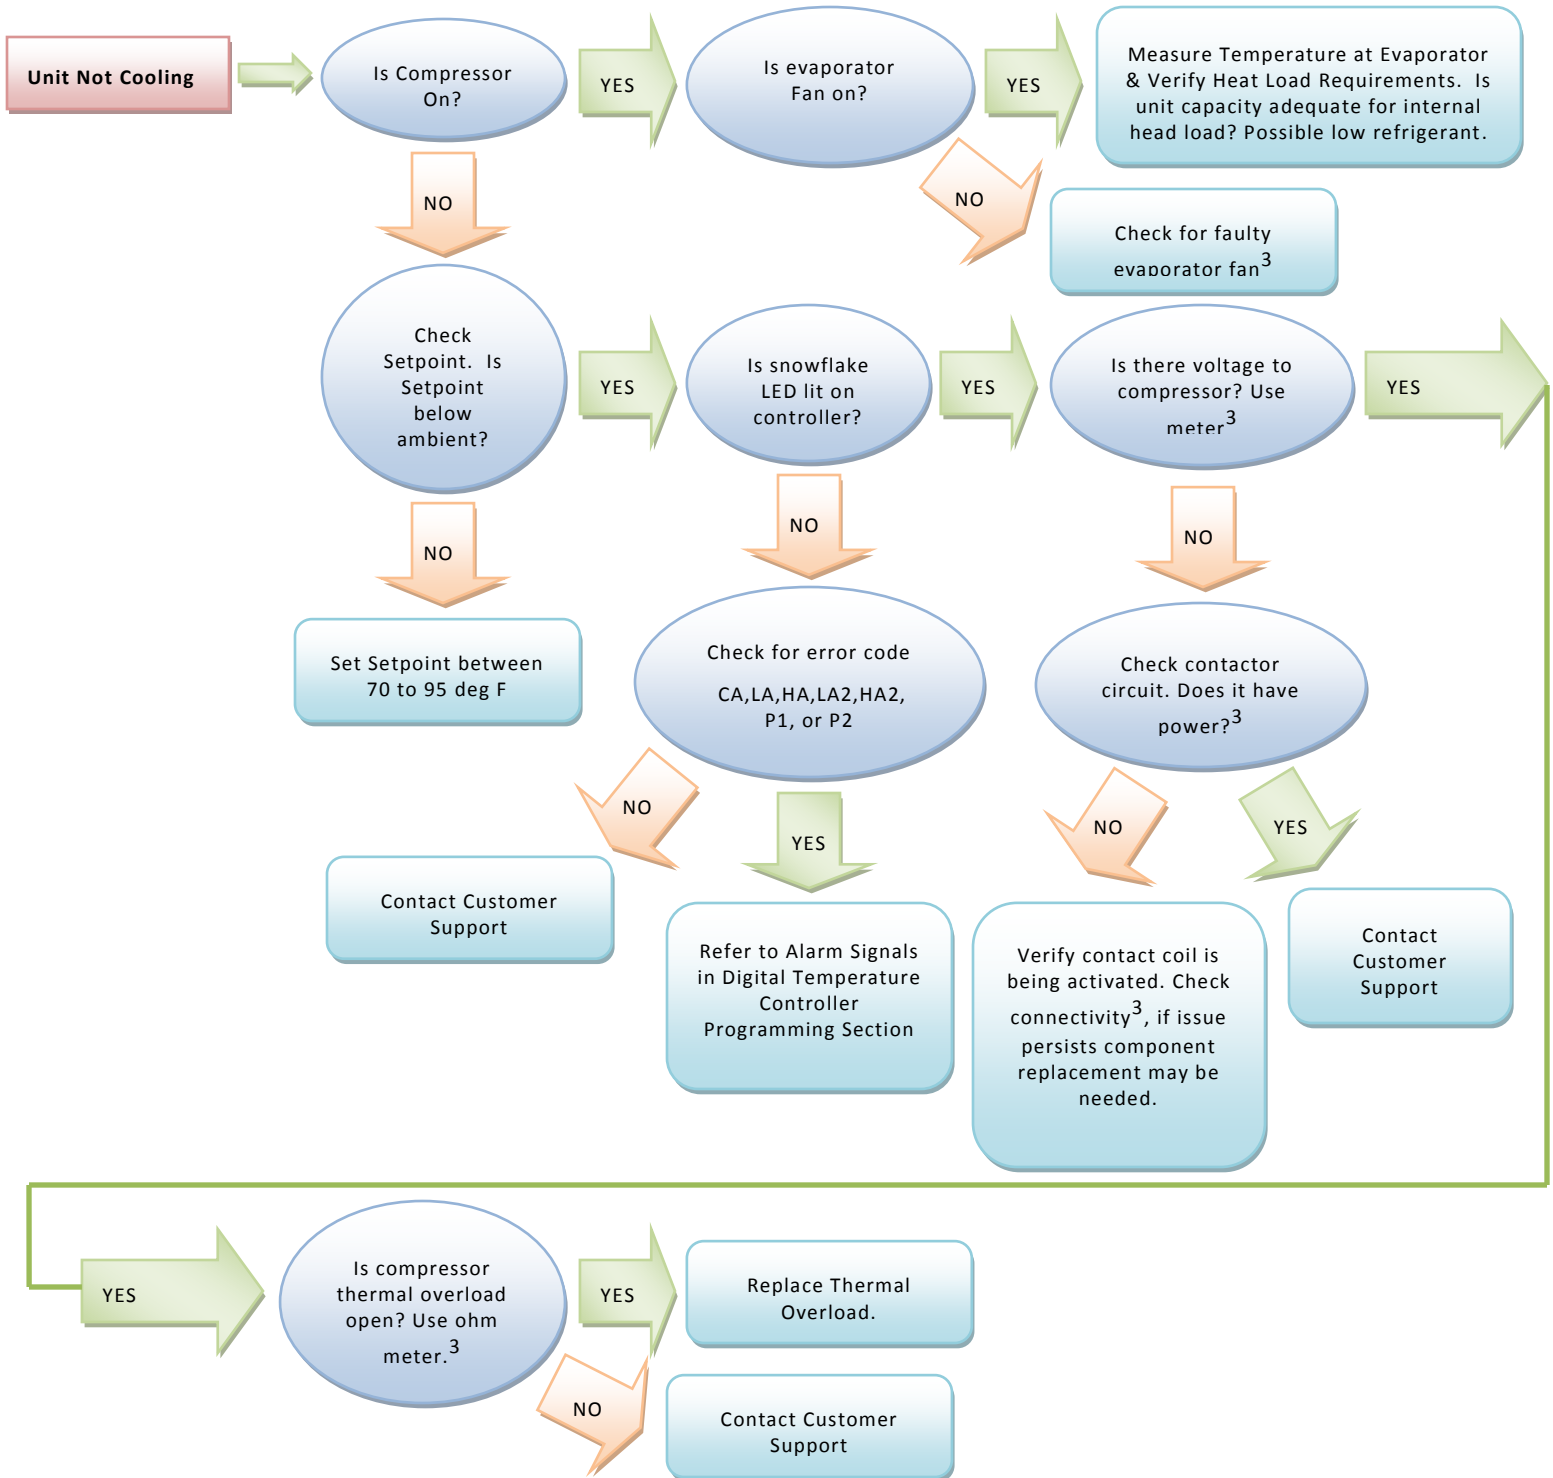 Unit Not Cooling
Is Compressor
On?
YES
Is evaporator
Fan on?
YES
Measure Temperature at Evaporator
& Verify Heat Load Requirements. Is
unit capacity adequate for internal
head load? Possible low refrigerant.
NO
NO
Check for faulty
evaporator fan3
Check
Setpoint. Is
Setpoint
below
ambient?
YES
Is snowflake
LED lit on
controller?
YES
Is there voltage to
compressor? Use
meter3
YES
NO
NO
NO
Set Setpoint between
70 to 95 deg F
Check for error code
CA,LA,HA,LA2,HA2,
P1, or P2
Check contactor
circuit. Does it have
power?3
NO
YES
NO
YES
Contact Customer
Support
Refer to Alarm Signals
in Digital Temperature
Controller
Programming Section
Verify contact coil is
being activated. Check
connectivity3, if issue
persists component
replacement may be
needed.
Contact
Customer
Support
YES
Is compressor
thermal overload
open? Use ohm
meter.3
YES
Replace Thermal
Overload.
NO
Contact Customer
Support